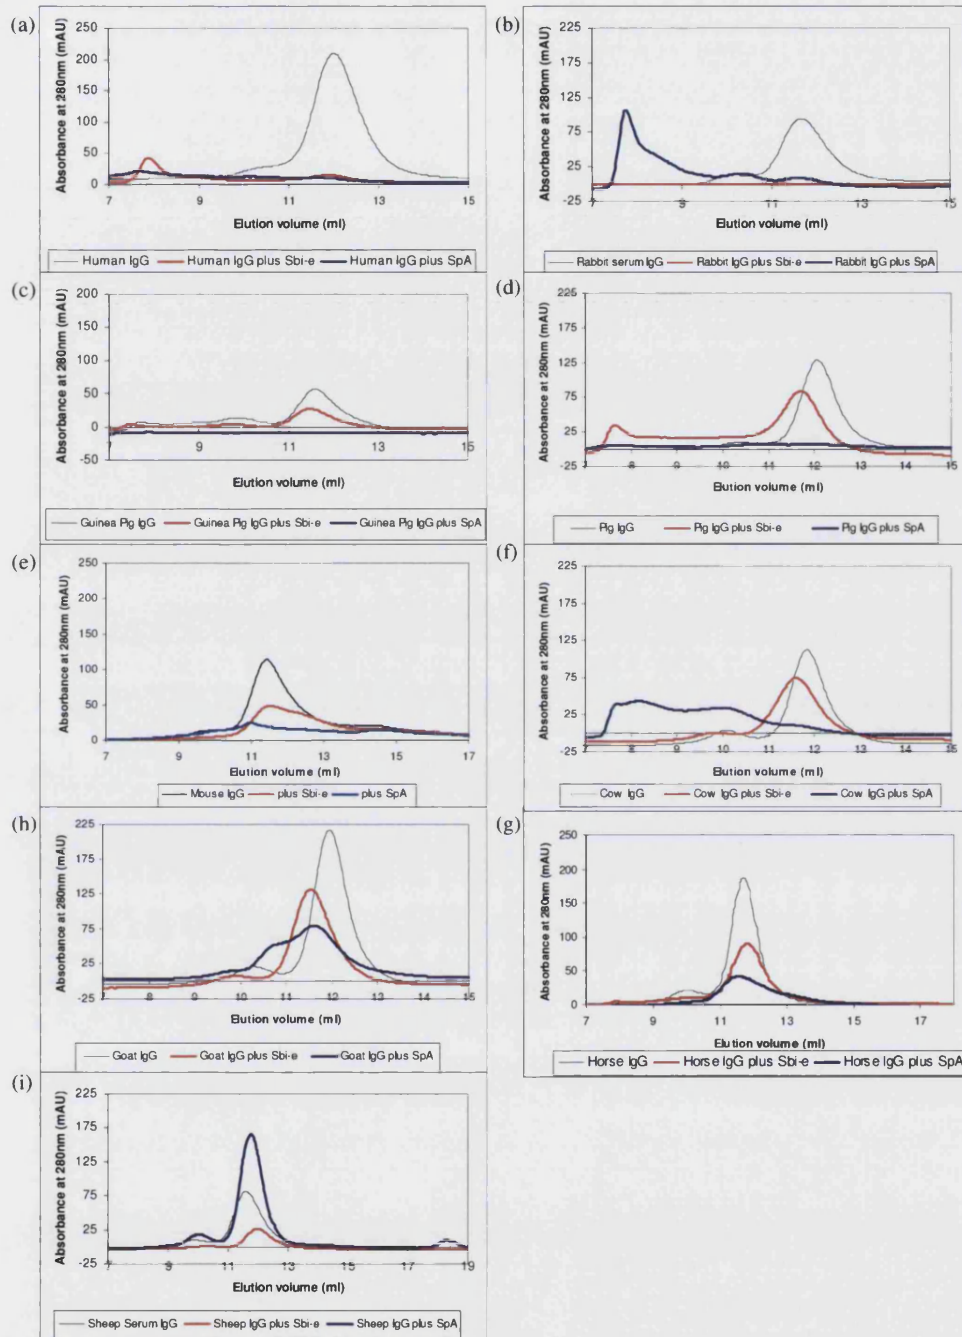 (a)
Absorbance at 280nm (mAU)
250
200
150
100
50
0
7 9 11 13 15
Elution volume (ml)
Human IgG Human IgG plus Sbi-e Human IgG plus SpA
(b)
Absorbance at 280nm (mAU)
225
175
125
75
25
-25
7 9 11 13 15
Elution volume (ml)
Rabbit serum IgG Rabbit IgG plus Sbi-e Rabbit IgG plus SpA
(c)
Absorbance at 280nm (mAU)
200
150
100
50
0
-50
7 9 11 13 15
Elution volume (ml)
Guinea Pig IgG Guinea Pig IgG plus Sbi-e Guinea Pig IgG plus SpA
(d)
Absorbance at 280nm (mAU)
225
175
125
75
25
-25
7 8 9 10 11 12 13 14 15
Elution volume (ml)
Pig IgG Pig IgG plus Sbi-e Pig IgG plus SpA
(e)
Absorbance at 280nm (mAU)
250
200
150
100
50
0
7 9 11 13 15 17
Elution volume (ml)
Mouse IgG plus Sbi-e plus SpA
(f)
Absorbance at 280nm (mAU)
225
175
125
75
25
-25
7 8 9 10 11 12 13 14 15
Elution volume (ml)
Cow IgG Cow IgG plus Sbi-e Cow IgG plus SpA
(h)
Absorbance at 280nm (mAU)
225
175
125
75
25
-25
7 8 9 10 11 12 13 14 15
Elution volume (ml)
Goat IgG Goat IgG plus Sbi-e Goat IgG plus SpA
(g)
Absorbance at 280nm (mAU)
250
200
150
100
50
0
7 9 11 13 15 17
Elution volume (ml)
Horse IgG Horse IgG plus Sbi-e Horse IgG plus SpA
(i)
Absorbance at 280nm (mAU)
225
175
125
75
25
-25
7 9 11 13 15 17 19
Elution volume (ml)
Sheep Serum IgG Sheep IgG plus Sbi-e Sheep IgG plus SpA